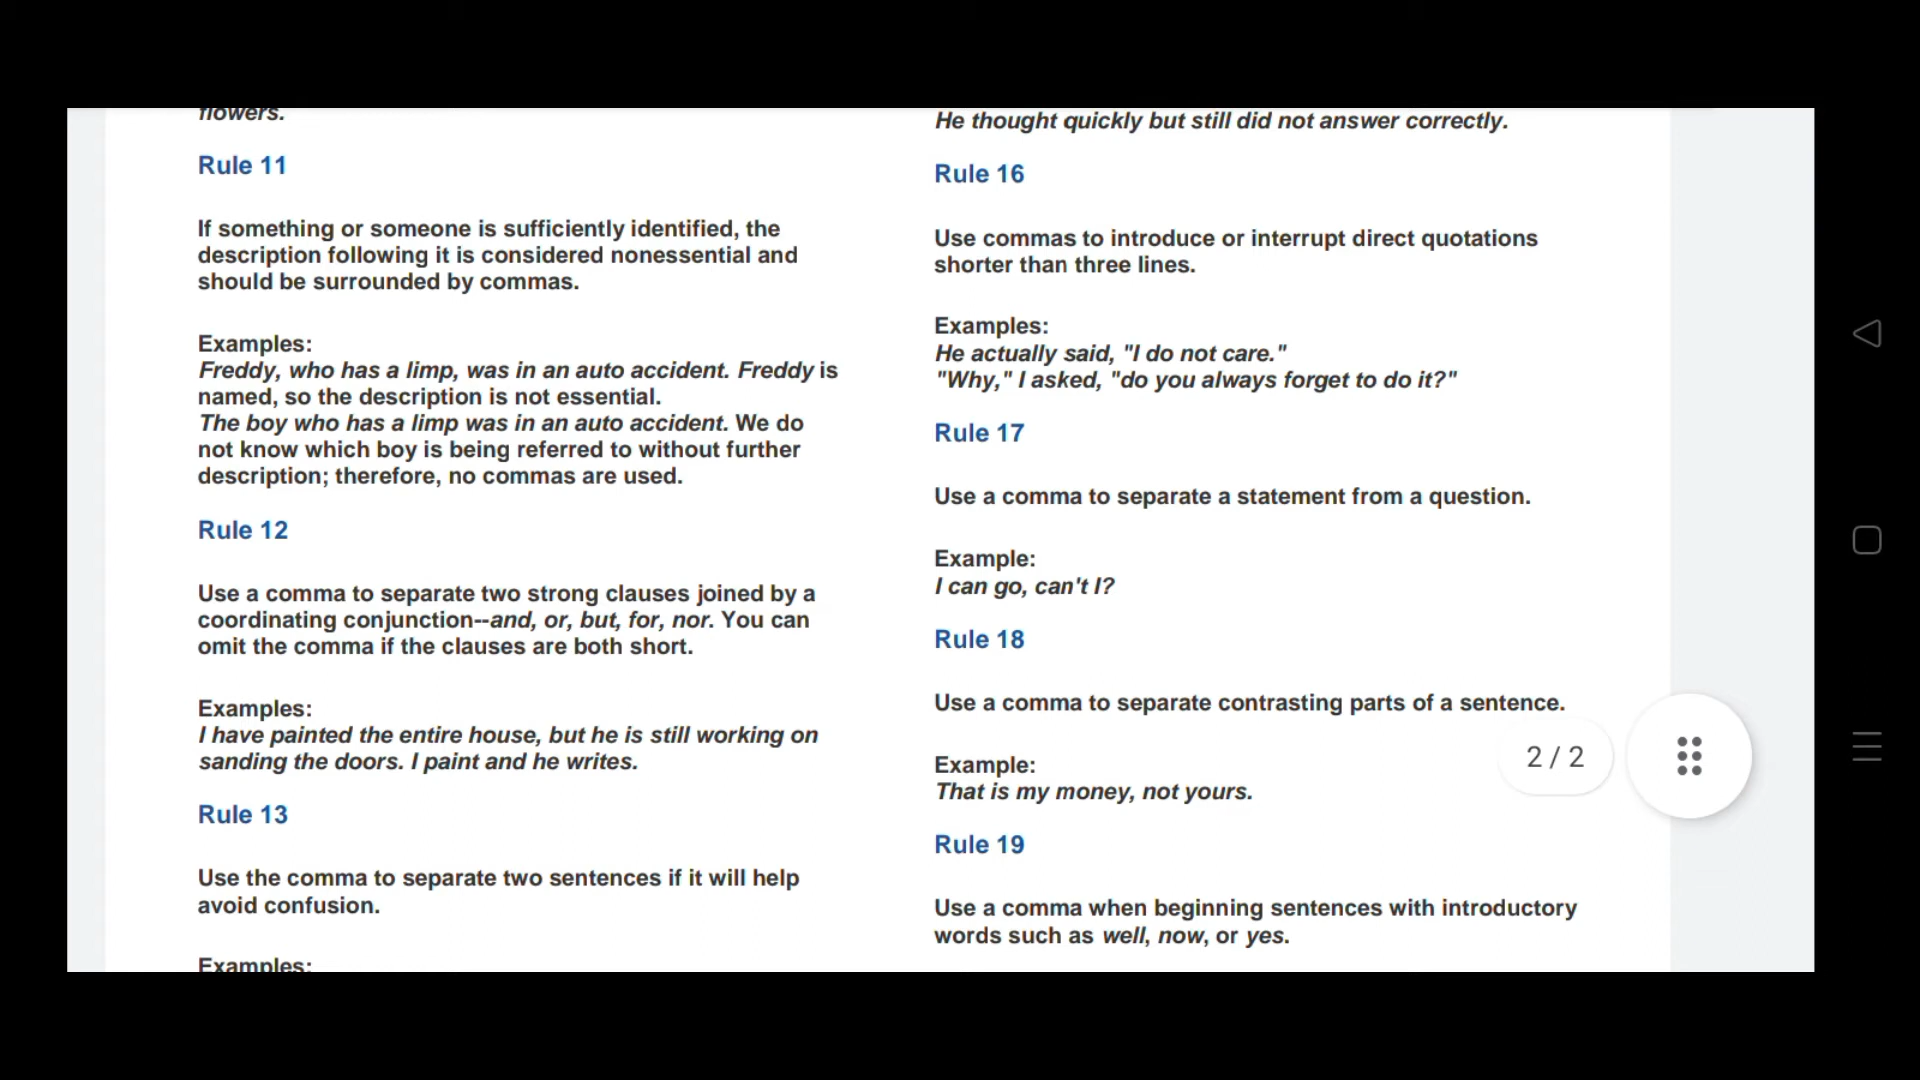 flowers.
Rule 11
If something or someone is sufficiently identified, the
description following it is considered nonessential and
should be surrounded by commas.
Examples:
Freddy, who has a limp, was in an auto accident. Freddy is
named, so the description is not essential.
The boy who has a limp was in an auto accident. We do
not know which boy is being referred to without further
description; therefore, no commas are used.
Rule 12
Use a comma to separate two strong clauses joined by a
coordinating conjunction--and, or, but, for, nor. You can
omit the comma if the clauses are both short.
Examples:
I have painted the entire house, but he is still working on
sanding the doors. I paint and he writes.
Rule 13
Use the comma to separate two sentences if it will help
avoid confusion.
Examples:
He thought quickly but still did not answer correctly.
Rule 16
Use commas to introduce or interrupt direct quotations
shorter than three lines.
Examples:
He actually said, "I do not care."
"Why," I asked, "do you always forget to do it?"
Rule 17
Use a comma to separate a statement from a question.
Example:
I can go, can't I?
Rule 18
Use a comma to separate contrasting parts of a sentence.
Example:
That is my money, not yours.
Rule 19
Use a comma when beginning sentences with introductory
words such as well, now, or yes.
2 / 2